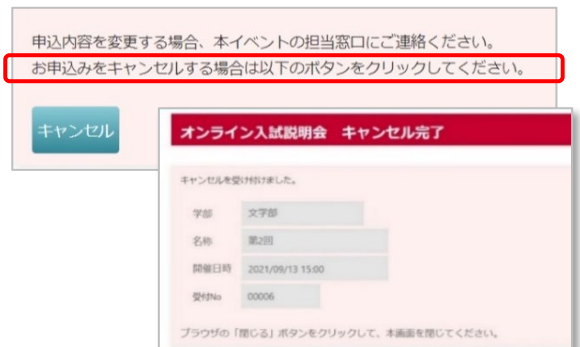 申込内容を変更する場合、本イベントの担当窓口にご連絡ください。
お申込みをキャンセルする場合は以下のボタンをクリックしてください。
キャンセル
オンライン入試説明会 キャンセル完了
キャンセルを受け付けました。
学部 文学部
名称 第2回
開催日時 2021/09/13 15:00
受付No 00006
ブラウザの「閉じる」ボタンをクリックして、本画面を閉じてください。